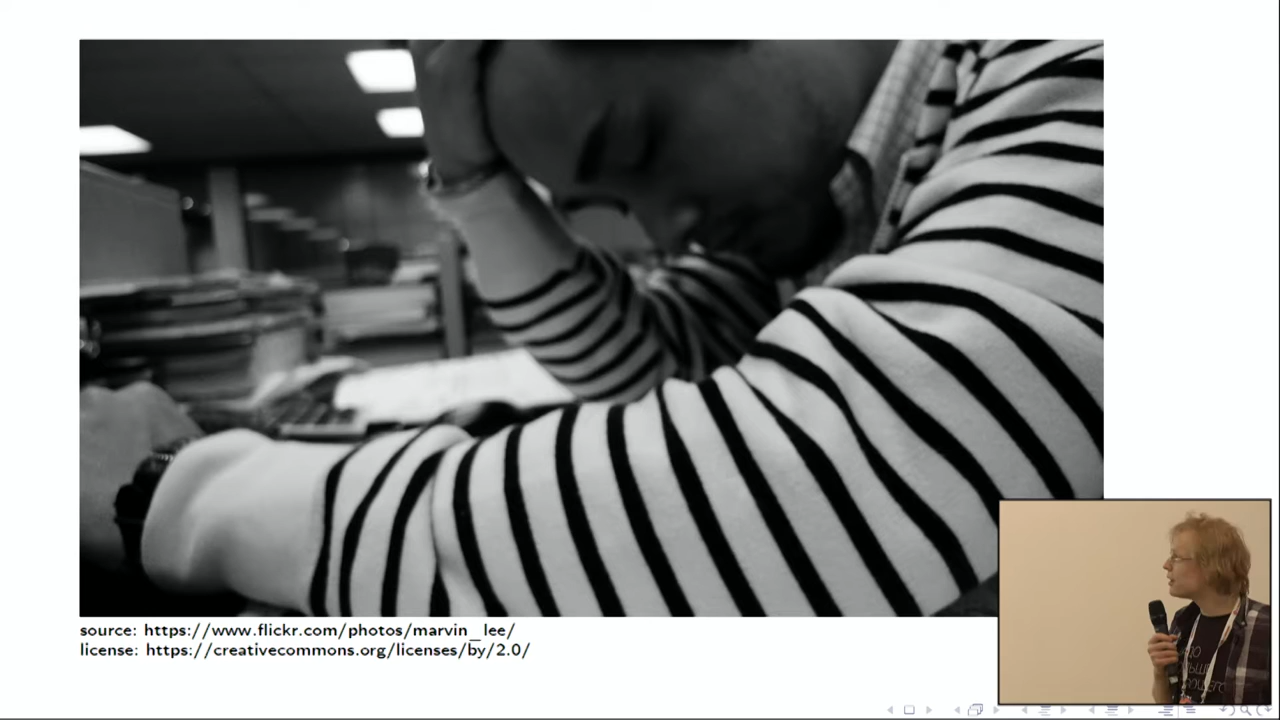 source: https://www.flickr.com/photos/marvin_lee/
license: https://creativecommons.org/licenses/by/2.0/